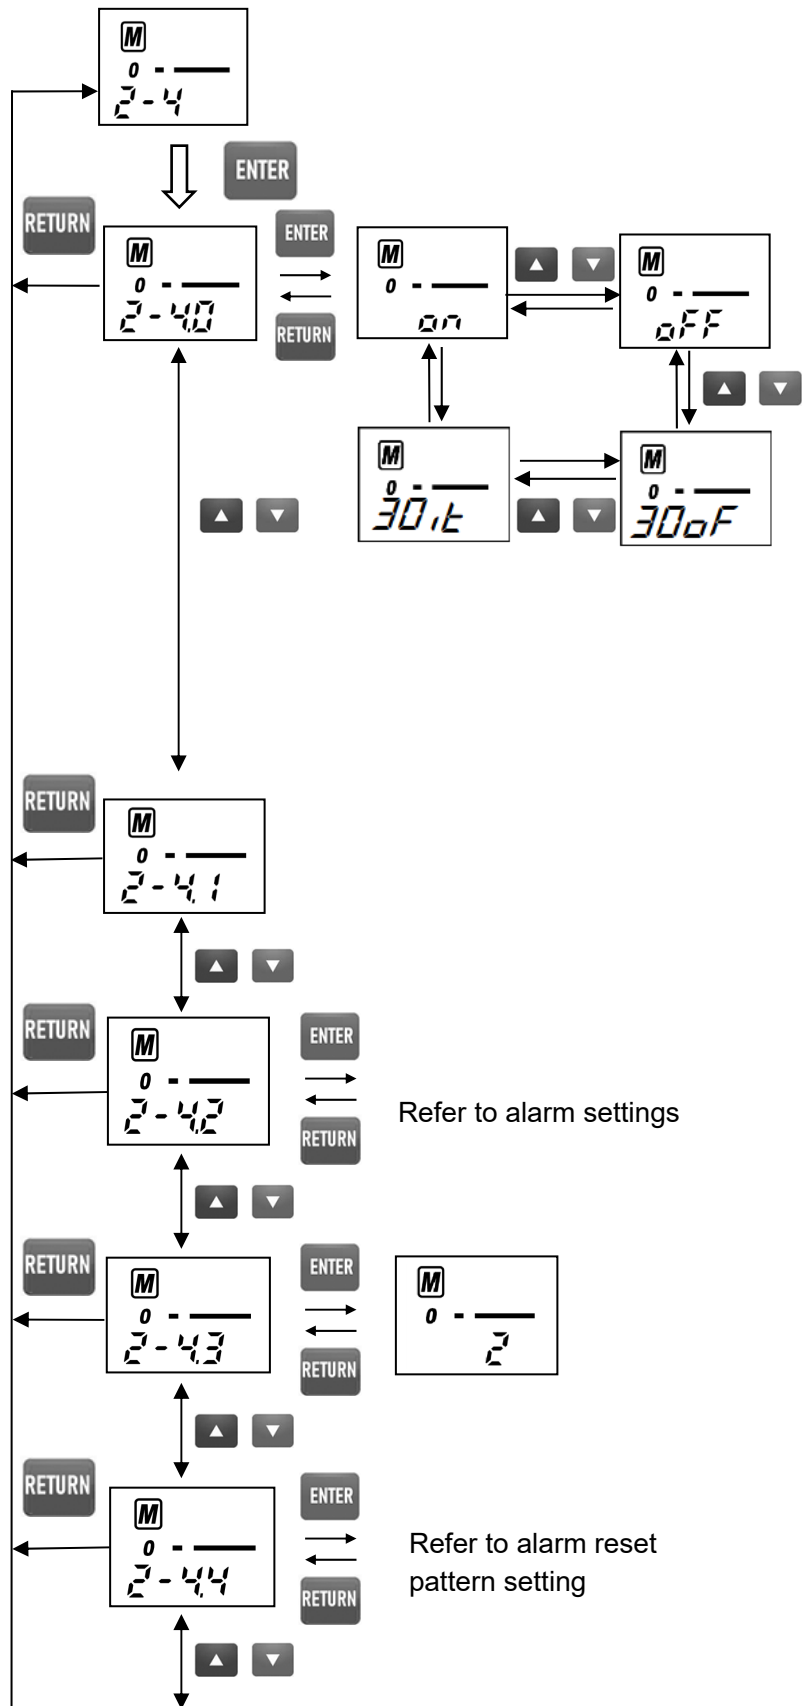 M
0
2-4
ENTER
RETURN
M
0
2-4.0
ENTER
RETURN
M
0
on
M
0
oFF
M
0
30it
M
0
30oF
RETURN
M
0
2-4.1
RETURN
M
0
2-4.2
ENTER
RETURN
Refer to alarm settings
RETURN
M
0
2-4.3
ENTER
RETURN
M
0
2
RETURN
M
0
2-4.4
ENTER
RETURN
Refer to alarm reset
pattern setting